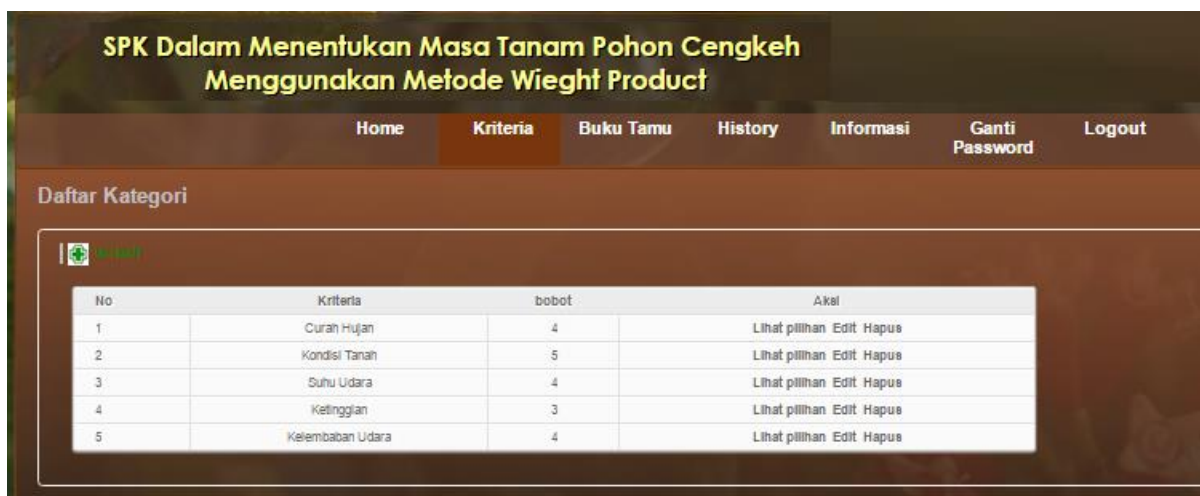 SPK Dalam Menentukan Masa Tanam Pohon Cengkeh
Menggunakan Metode Wieght Product
Home Kriteria Buku Tamu History Informasi Ganti Password Logout
Daftar Kategori
No Kriteria bobot Aksi
1 Curah Hujan 4 Lihat pilihan Edit Hapus
2 Kondisi Tanah 5 Lihat pilihan Edit Hapus
3 Suhu Udara 4 Lihat pilihan Edit Hapus
4 Ketinggian 3 Lihat pilihan Edit Hapus
5 Kelembaban Udara 4 Lihat pilihan Edit Hapus